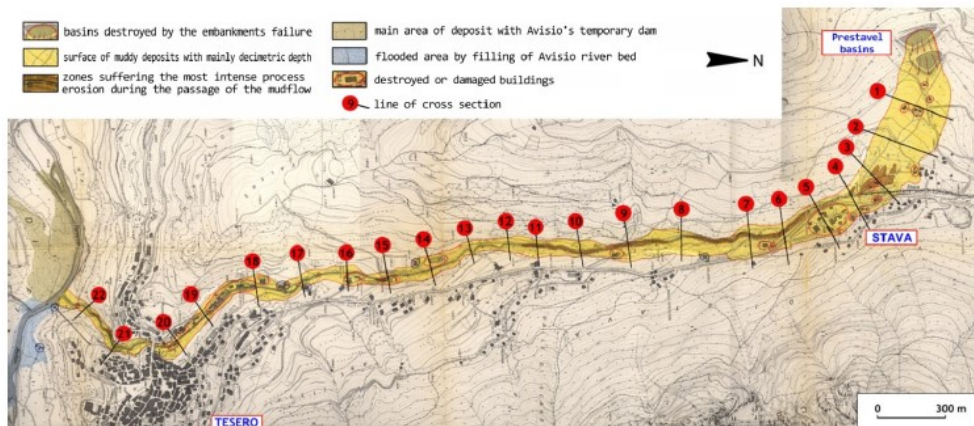 basins destroyed by the embankments failure
surface of muddy deposits with mainly decimetric depth
zones suffering the most intense process
erosion during the passage of the mudflow
main area of deposit with Avisio's temporary dam
flooded area by filling of Avisio river bed
destroyed or damaged buildings
9 line of cross section
N
Prestavel
basins
1
2
3
4
5
6
7
8
9
10
11
12
13
14
15
16
17
18
19
20
21
22
STAVA
TESERO
0 300 m